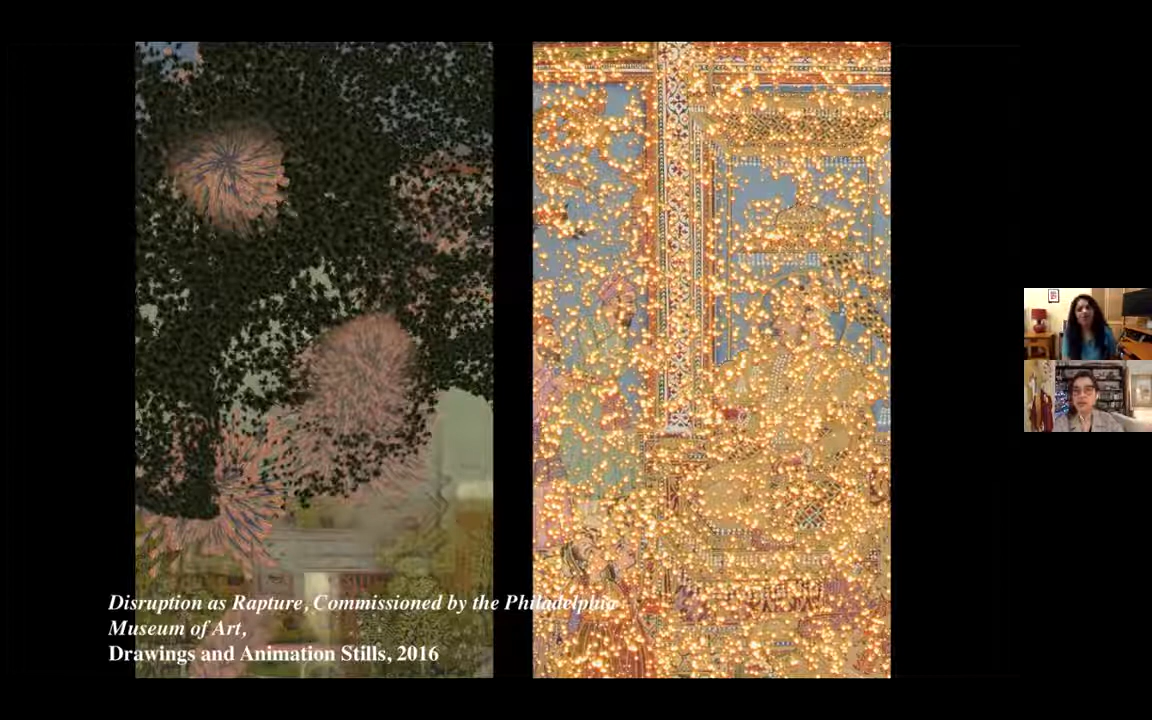 Disruption as Rapture, Commissioned by the Philadelphia
Museum of Art,
Drawings and Animation Stills, 2016